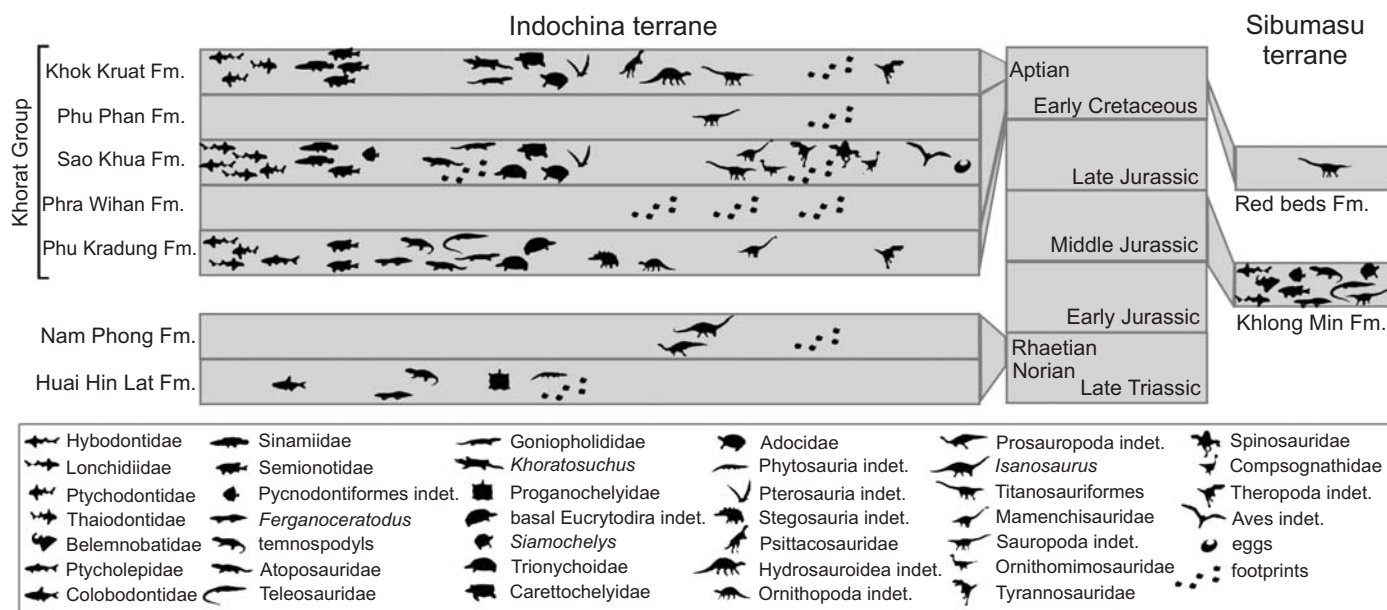 Indochina terrane
Sibumasu
terrane
Khorat Group
Khok Kruat Fm.
Phu Phan Fm.
Sao Khua Fm.
Phra Wihan Fm.
Phu Kradung Fm.
Nam Phong Fm.
Huai Hin Lat Fm.
Aptian
Early Cretaceous
Late Jurassic
Middle Jurassic
Early Jurassic
Rhaetian
Norian
Late Triassic
Red beds Fm.
Khlong Min Fm.
Hybodontidae
Lonchidiidae
Ptychodontidae
Thaiodontidae
Belemnobatidae
Ptycholepidae
Colobodontidae
Sinamiidae
Semionotidae
Pycnodontiformes indet.
Ferganoceratodus
temnospodyls
Atoposauridae
Teleosauridae
Goniopholididae
Khoratosuchus
Proganochelyidae
basal Eucrytodira indet.
Siamochelys
Trionychoidae
Carettochelyidae
Adocidae
Phytosauria indet.
Pterosauria indet.
Stegosauria indet.
Psittacosauridae
Hydrosauroidea indet.
Ornithopoda indet.
Prosauropoda indet.
Isanosaurus
Titanosauriformes
Mamenchisauridae
Sauropoda indet.
Ornithomimosauridae
Tyrannosauridae
Spinosauridae
Compsognathidae
Theropoda indet.
Aves indet.
eggs
footprints